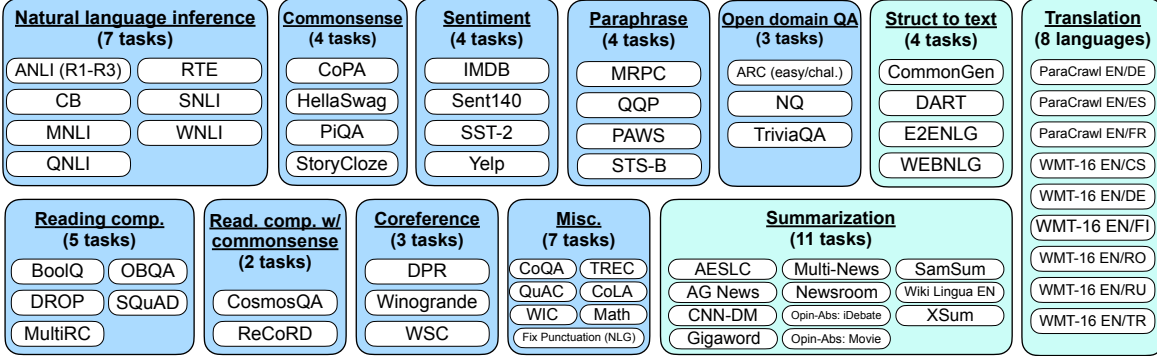 Natural language inference
(7 tasks)
ANLI (R1-R3)
RTE
CB
SNLI
MNLI
WNLI
QNLI
Commonsense
(4 tasks)
CoPA
HellaSwag
PiQA
StoryCloze
Sentiment
(4 tasks)
IMDB
Sent140
SST-2
Yelp
Paraphrase
(4 tasks)
MRPC
QQP
PAWS
STS-B
Open domain QA
(3 tasks)
ARC (easy/chal.)
NQ
TriviaQA
Struct to text
(4 tasks)
CommonGen
DART
E2ENLG
WEBNLG
Translation
(8 languages)
ParaCrawl EN/DE
ParaCrawl EN/ES
ParaCrawl EN/FR
WMT-16 EN/CS
WMT-16 EN/DE
WMT-16 EN/FI
WMT-16 EN/RO
WMT-16 EN/RU
WMT-16 EN/TR
Reading comp.
(5 tasks)
BoolQ
OBQA
DROP
SQuAD
MultiRC
Read. comp. w/
commonsense
(2 tasks)
CosmosQA
ReCoRD
Coreference
(3 tasks)
DPR
Winogrande
WSC
Misc.
(7 tasks)
CoQA
TREC
QuAC
CoLA
WIC
Math
Fix Punctuation (NLG)
Summarization
(11 tasks)
AESLC
Multi-News
SamSum
AG News
Newsroom
Wiki Lingua EN
CNN-DM
Opin-Abs: iDebate
XSum
Gigaword
Opin-Abs: Movie